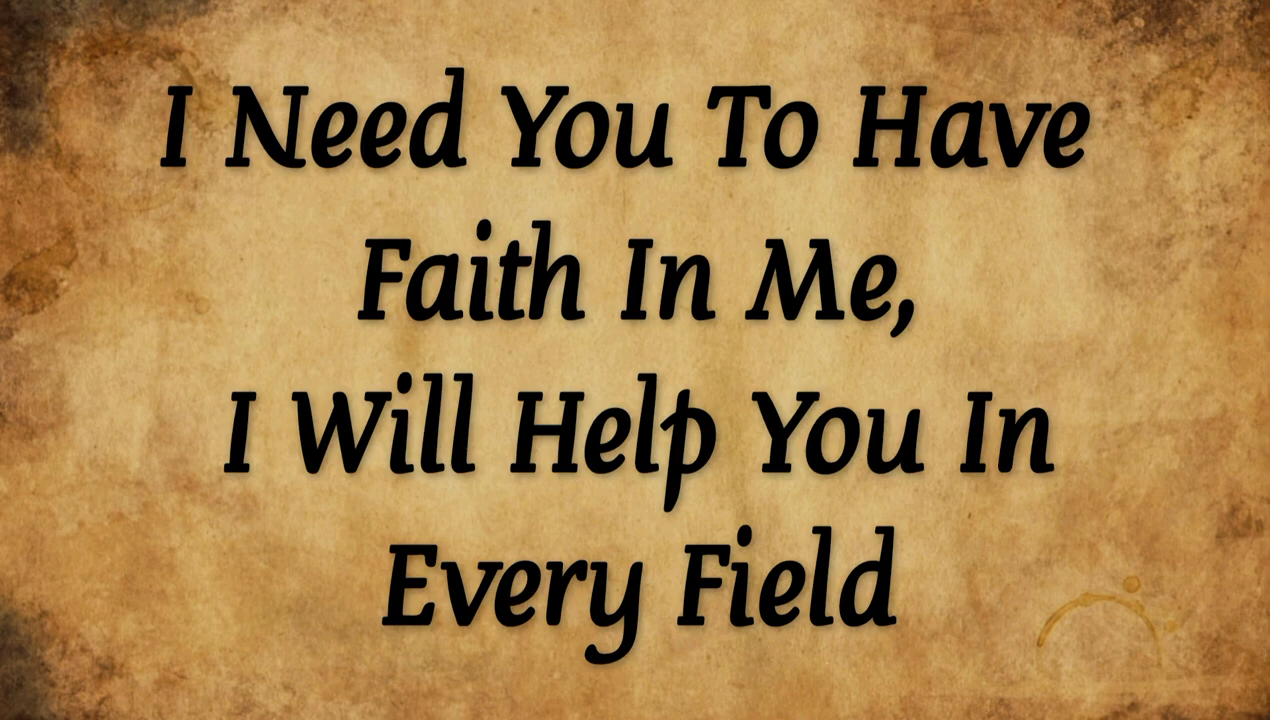 I Need You To Have
Faith In Me,
I Will Help You In
Every Field